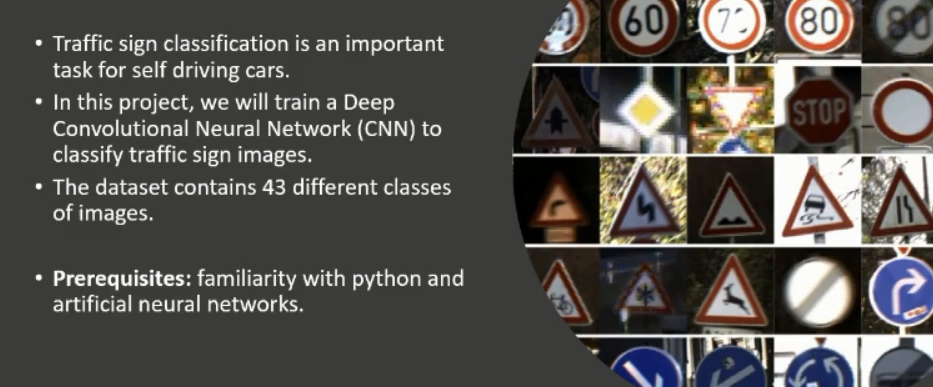 • Traffic sign classification is an important
task for self driving cars.
• In this project, we will train a Deep
Convolutional Neural Network (CNN) to
classify traffic sign images.
• The dataset contains 43 different classes
of images.
• Prerequisites: familiarity with python and
artificial neural networks.
60
80
80
STOP